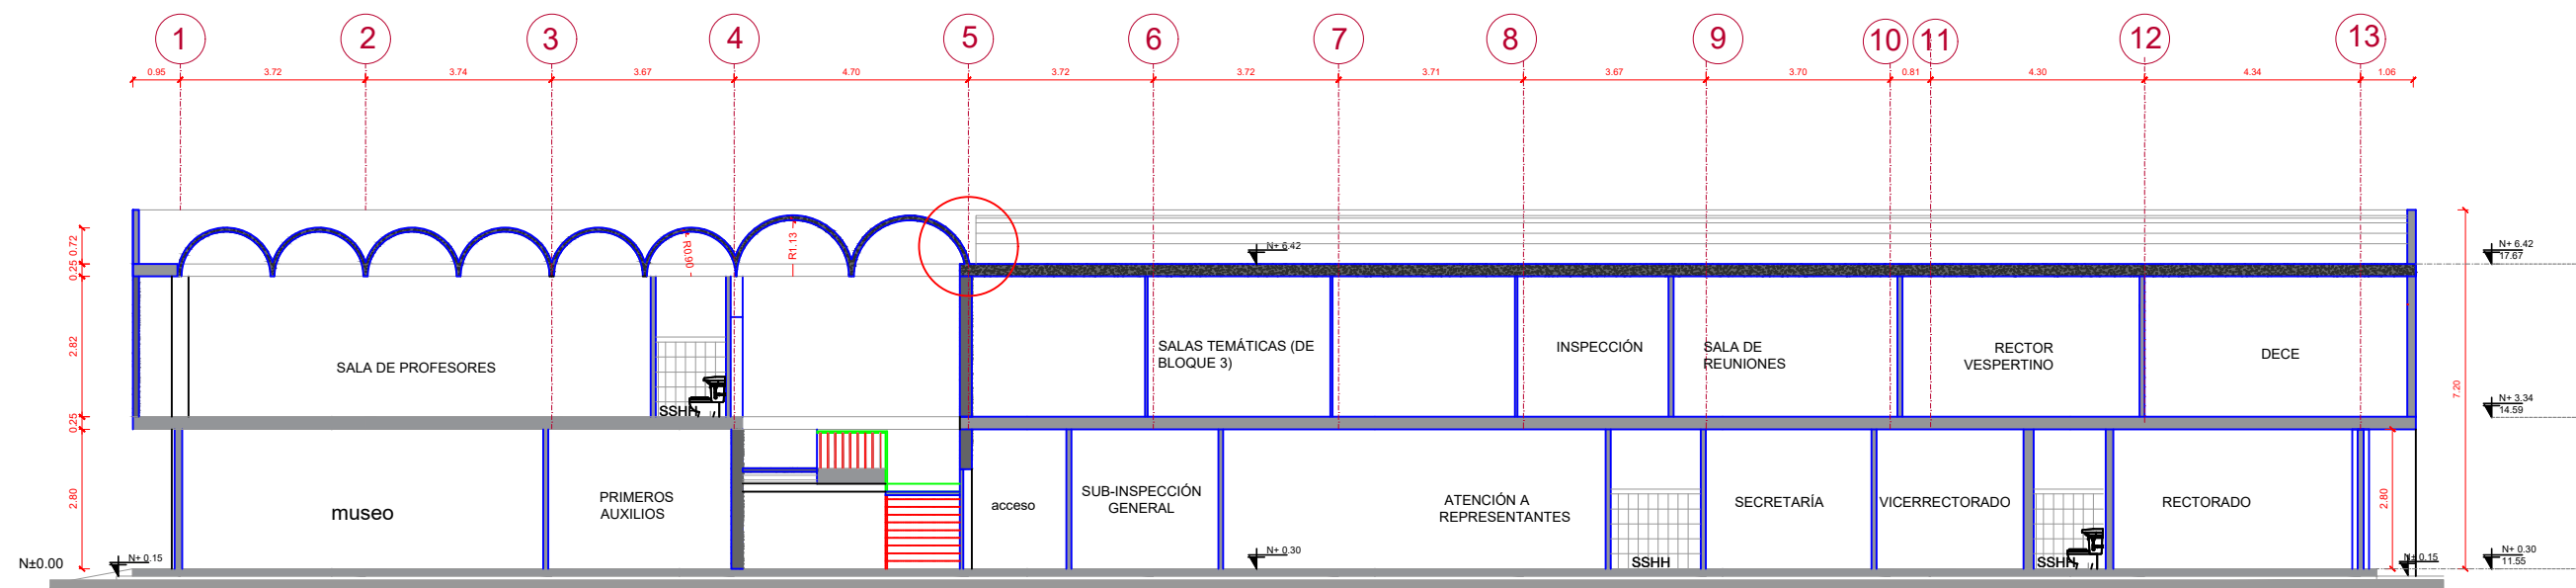 1 2 3 4 5 6 7 8 9 10 11 12 13
0.95 3.72 3.74 3.67 4.70 3.72 3.72 3.71 3.67 3.70 0.81 4.30 4.34 1.06
0.72
0.25
2.82
0.25
2.80
R0.90
R1.13
N+ 6.42
N+ 6.42
17.67
SALA DE PROFESORES
SSHH
SALAS TEMÁTICAS (DE
BLOQUE 3)
INSPECCIÓN
SALA DE
REUNIONES
RECTOR
VESPERTINO
DECE
7.20
N+ 3.34
14.59
museo
PRIMEROS
AUXILIOS
acceso
SUB-INSPECCIÓN
GENERAL
ATENCIÓN A
REPRESENTANTES
SSHH
SECRETARÍA
VICERRECTORADO
SSHH
RECTORADO
2.80
N±0.00
N+ 0.15
N+ 0.30
N+ 0.15
N+ 0.30
11.55